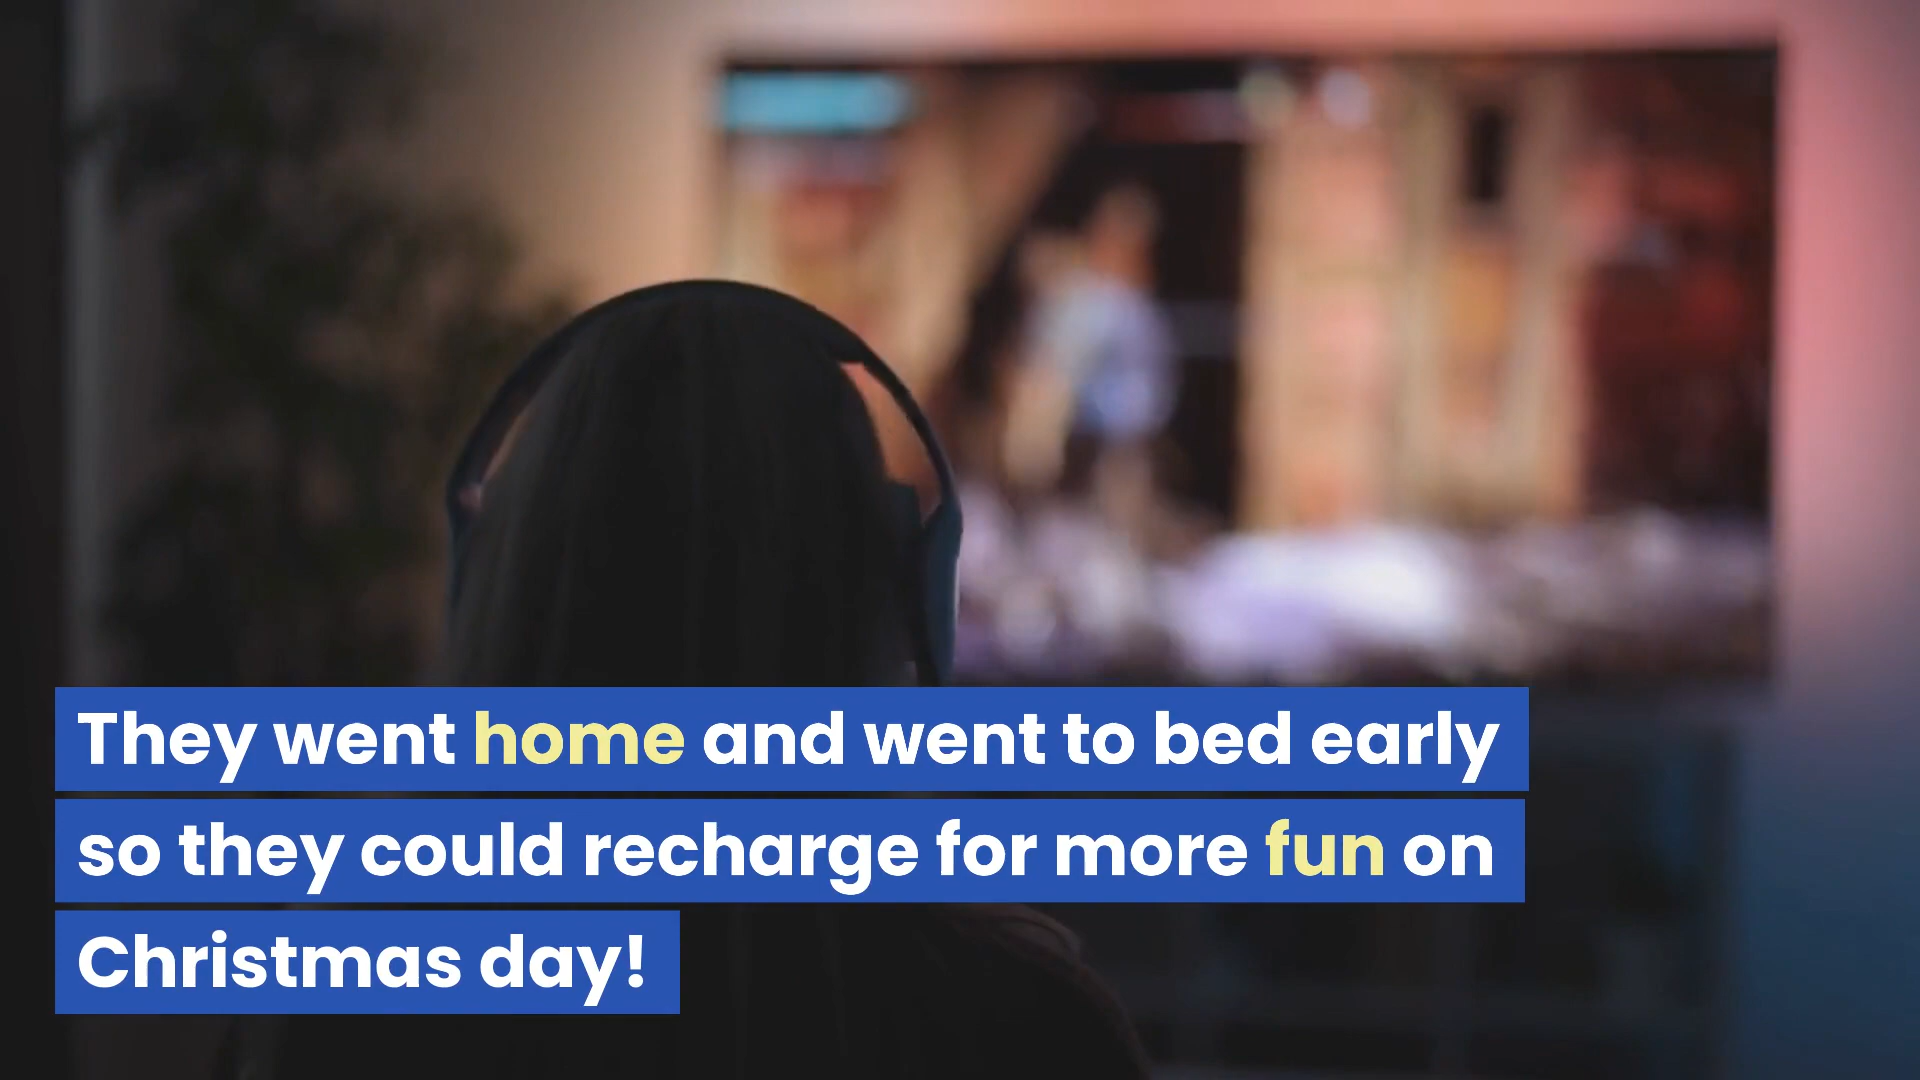 They went home and went to bed early
so they could recharge for more fun on
Christmas day!